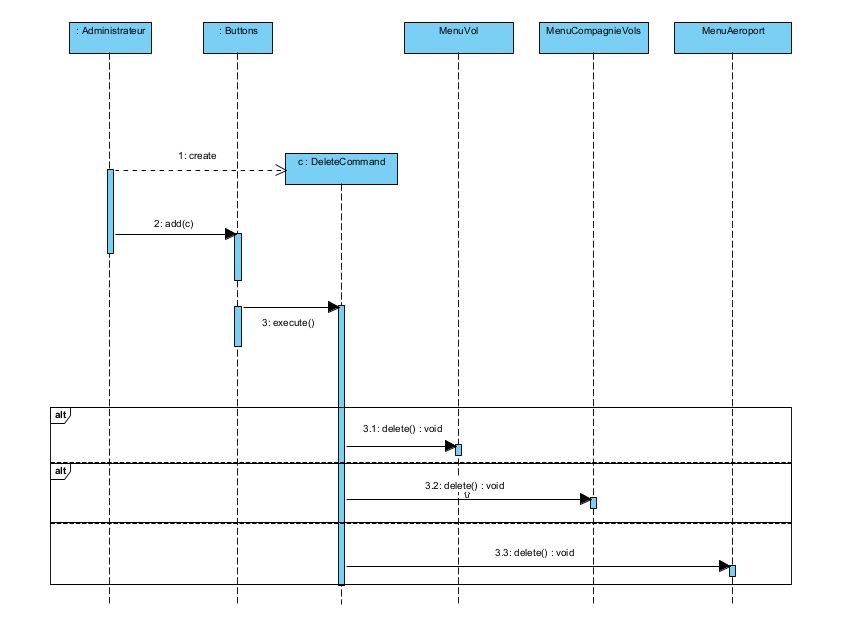 : Administrateur
: Buttons
MenuVol
MenuCompagnieVols
MenuAeroport
1: create
c : DeleteCommand
2: add(c)
3: execute()
alt
3.1: delete() : void
alt
3.2: delete() : void
3.3: delete() : void